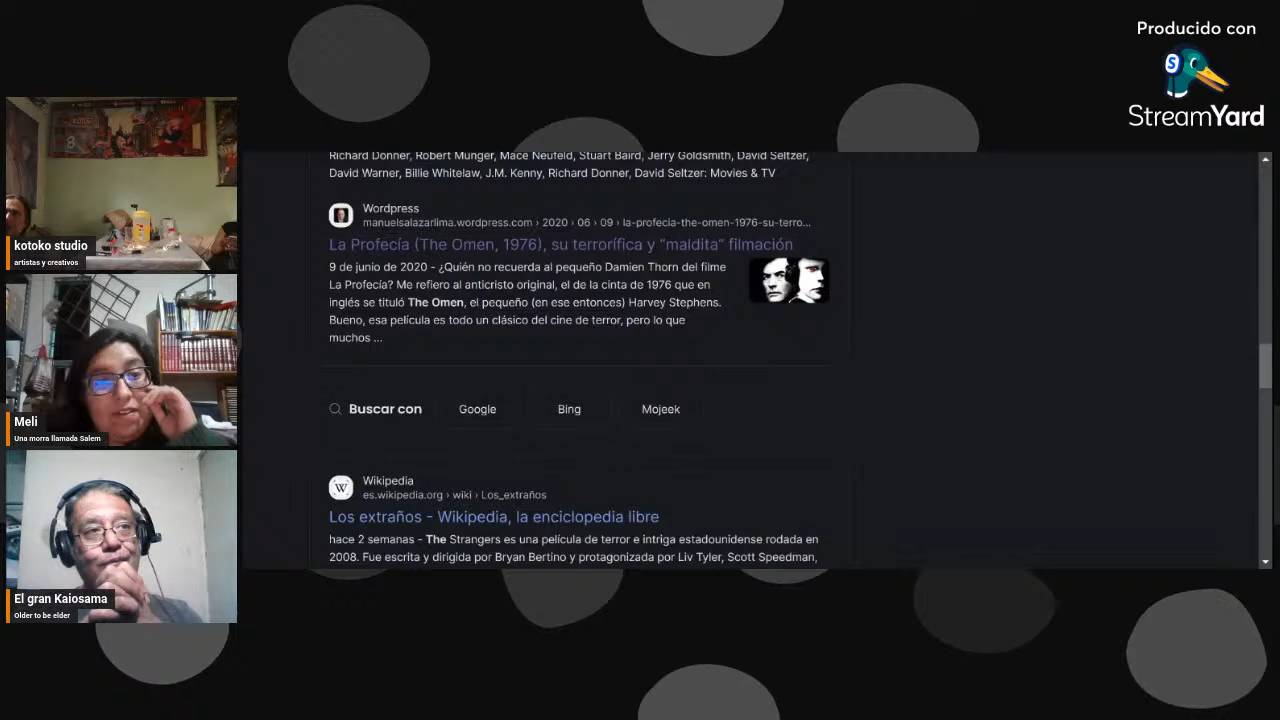 Producido con
StreamYard
kotoko studio
artistas y creativos
Meli
Una morra llamada Salem
El gran Kaiosama
Older to be elder
Richard Donner, Robert Munger, Mace Neufeld, Stuart Baird, Jerry Goldsmith, David Seltzer,
David Warner, Billie Whitelaw, J.M. Kenny, Richard Donner, David Seltzer: Movies & TV
Wordpress
manuelsalazarlima.wordpress.com › 2020 › 06 › 09 › la-profecia-the-omen-1976-su-terro...
La Profecía (The Omen, 1976), su terrorífica y “maldita” filmación
9 de junio de 2020 - ¿Quién no recuerda al pequeño Damien Thorn del filme
La Profecía? Me refiero al anticristo original, el de la cinta de 1976 que en
inglés se tituló The Omen, el pequeño (en ese entonces) Harvey Stephens.
Bueno, esa película es todo un clásico del cine de terror, pero lo que
muchos ...
Buscar con
Google
Bing
Mojeek
Wikipedia
es.wikipedia.org › wiki › Los_extraños
Los extraños - Wikipedia, la enciclopedia libre
hace 2 semanas - The Strangers es una película de terror e intriga estadounidense rodada en
2008. Fue escrita y dirigida por Bryan Bertino y protagonizada por Liv Tyler, Scott Speedman,